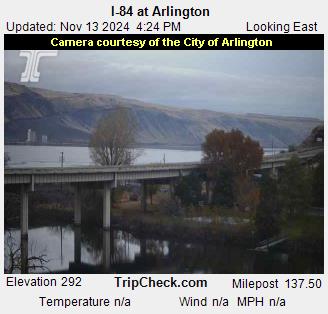 I-84 at Arlington
Updated: Nov 13 2024 4:24 PM Looking East
Camera courtesy of the City of Arlington
Elevation 292 TripCheck.com Milepost 137.50
Temperature n/a Wind n/a MPH n/a